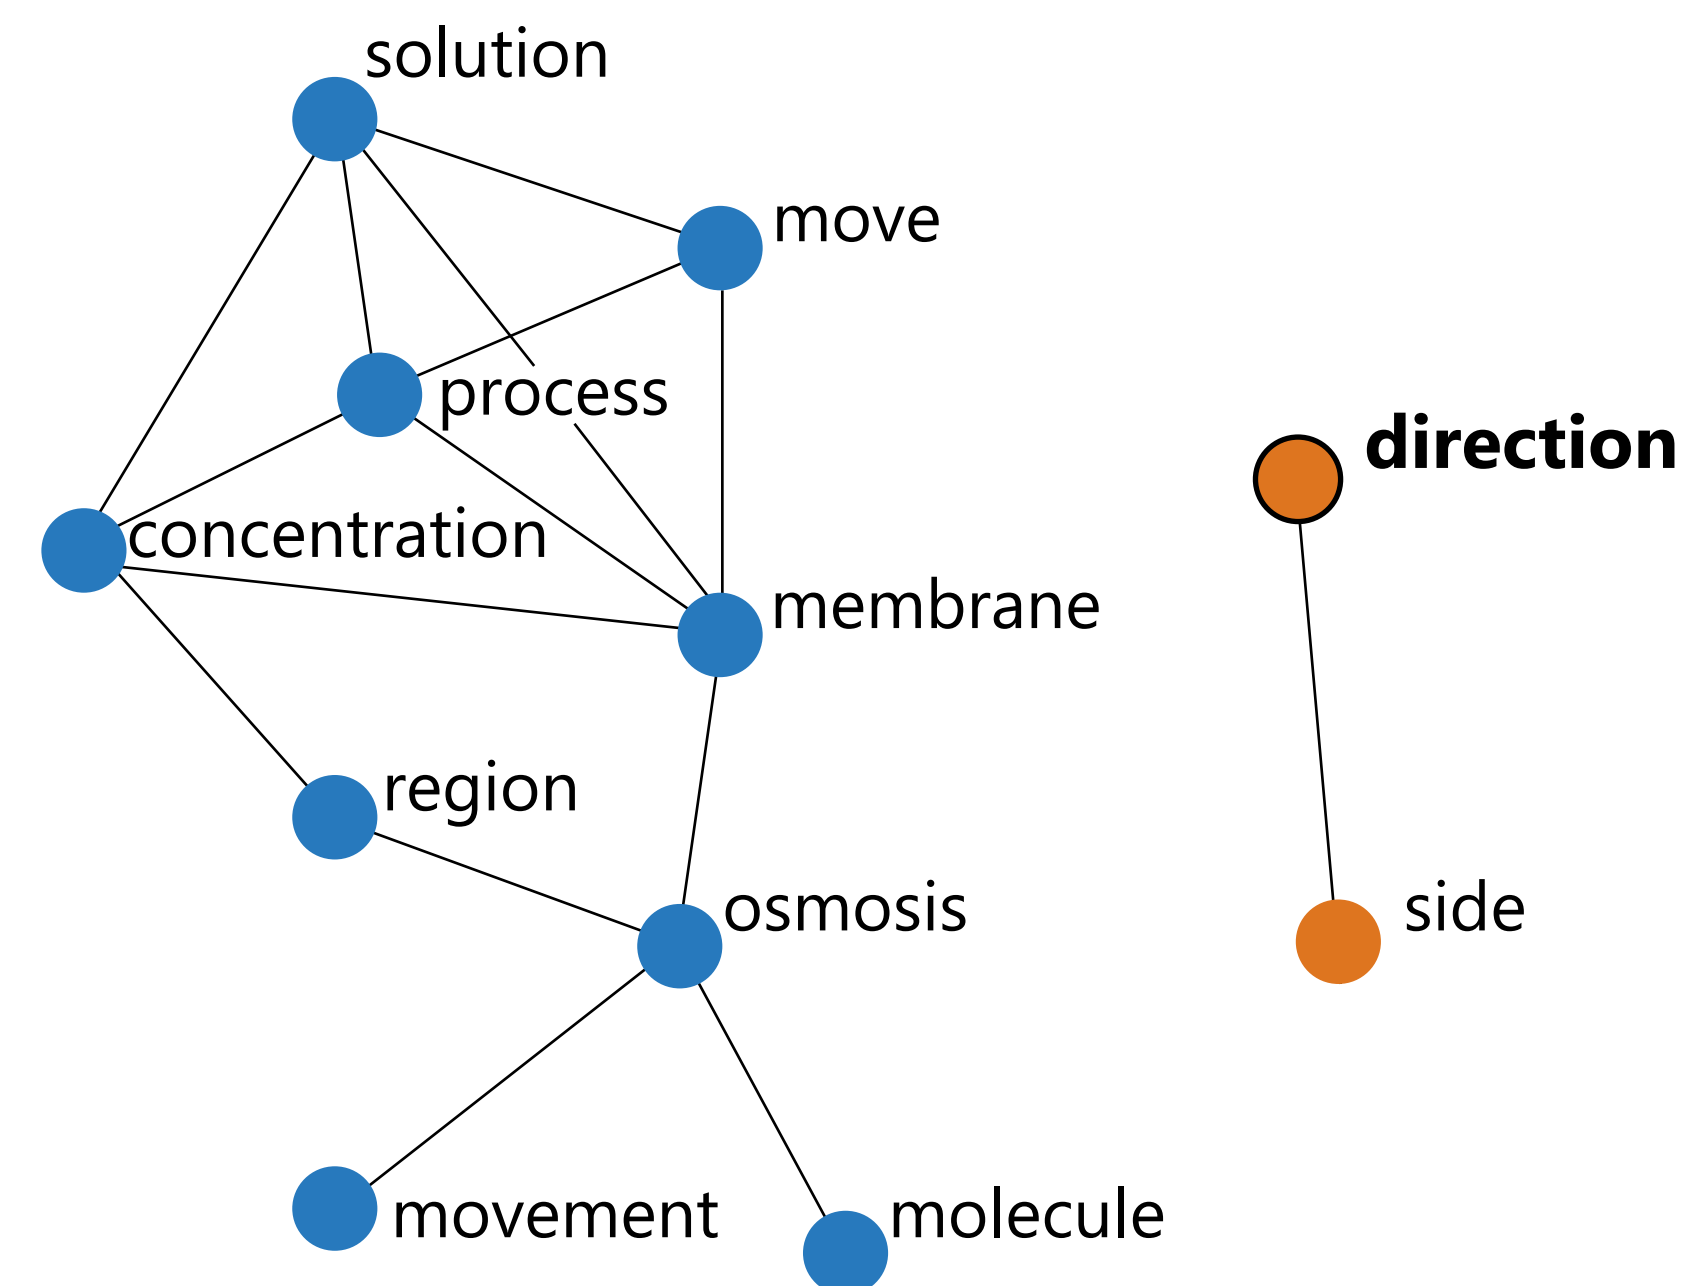 solution
move
process
direction
concentration
membrane
region
osmosis
side
movement
molecule